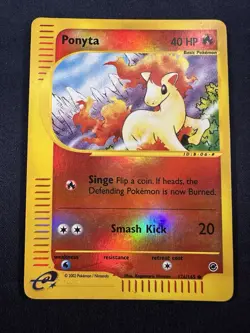 Ponyta 40 HP
Basic Pokémon
Singe Flip a coin. If heads, the
Defending Pokémon is now Burned.
Smash Kick 20
weakness resistance retreat cost
e
© 2002 Pokémon / Nintendo